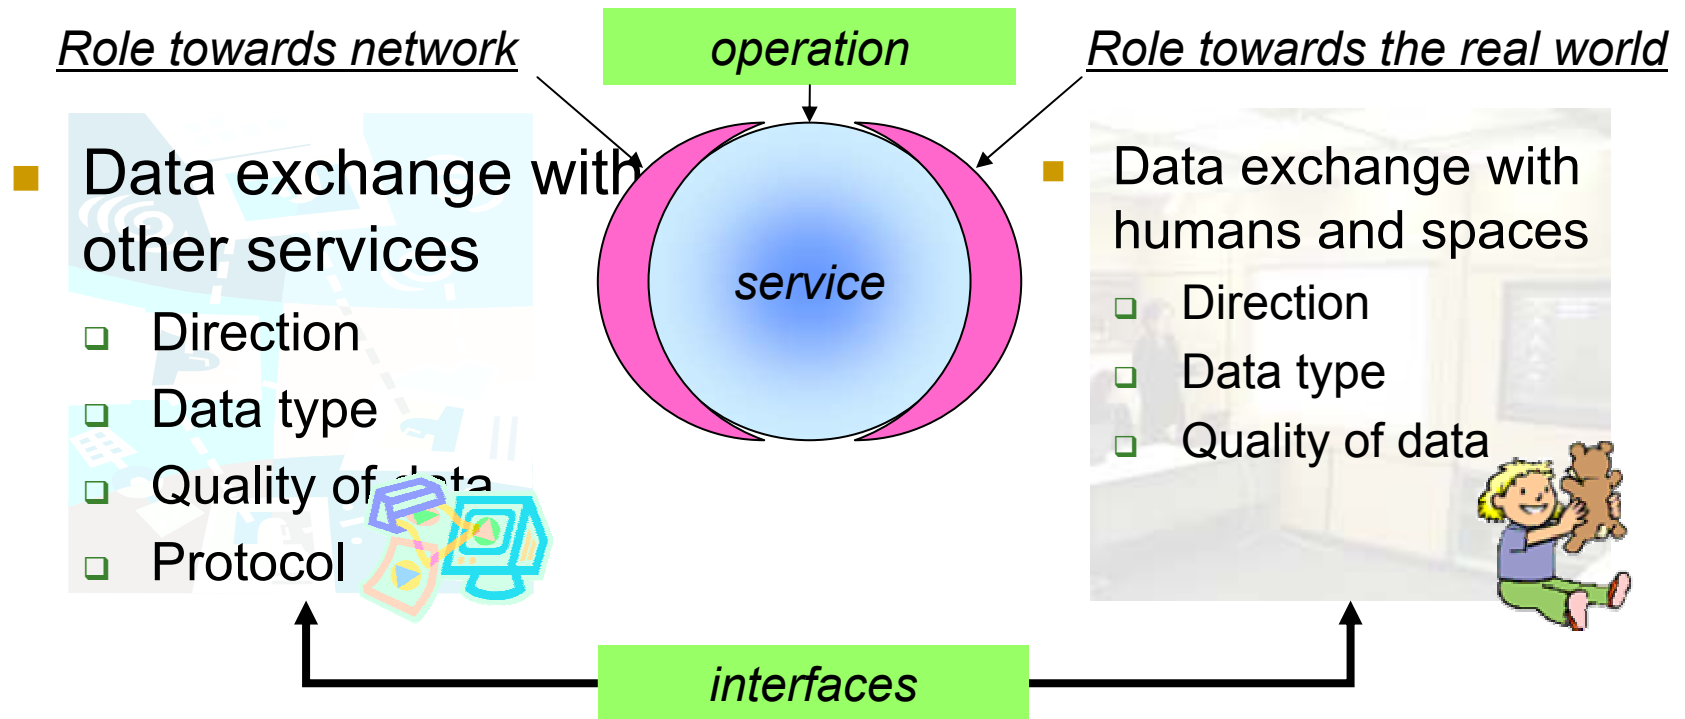 Role towards network
operation
Role towards the real world
Data exchange with
other services
Direction
Data type
Quality of data
Protocol
service
Data exchange with
humans and spaces
Direction
Data type
Quality of data
interfaces